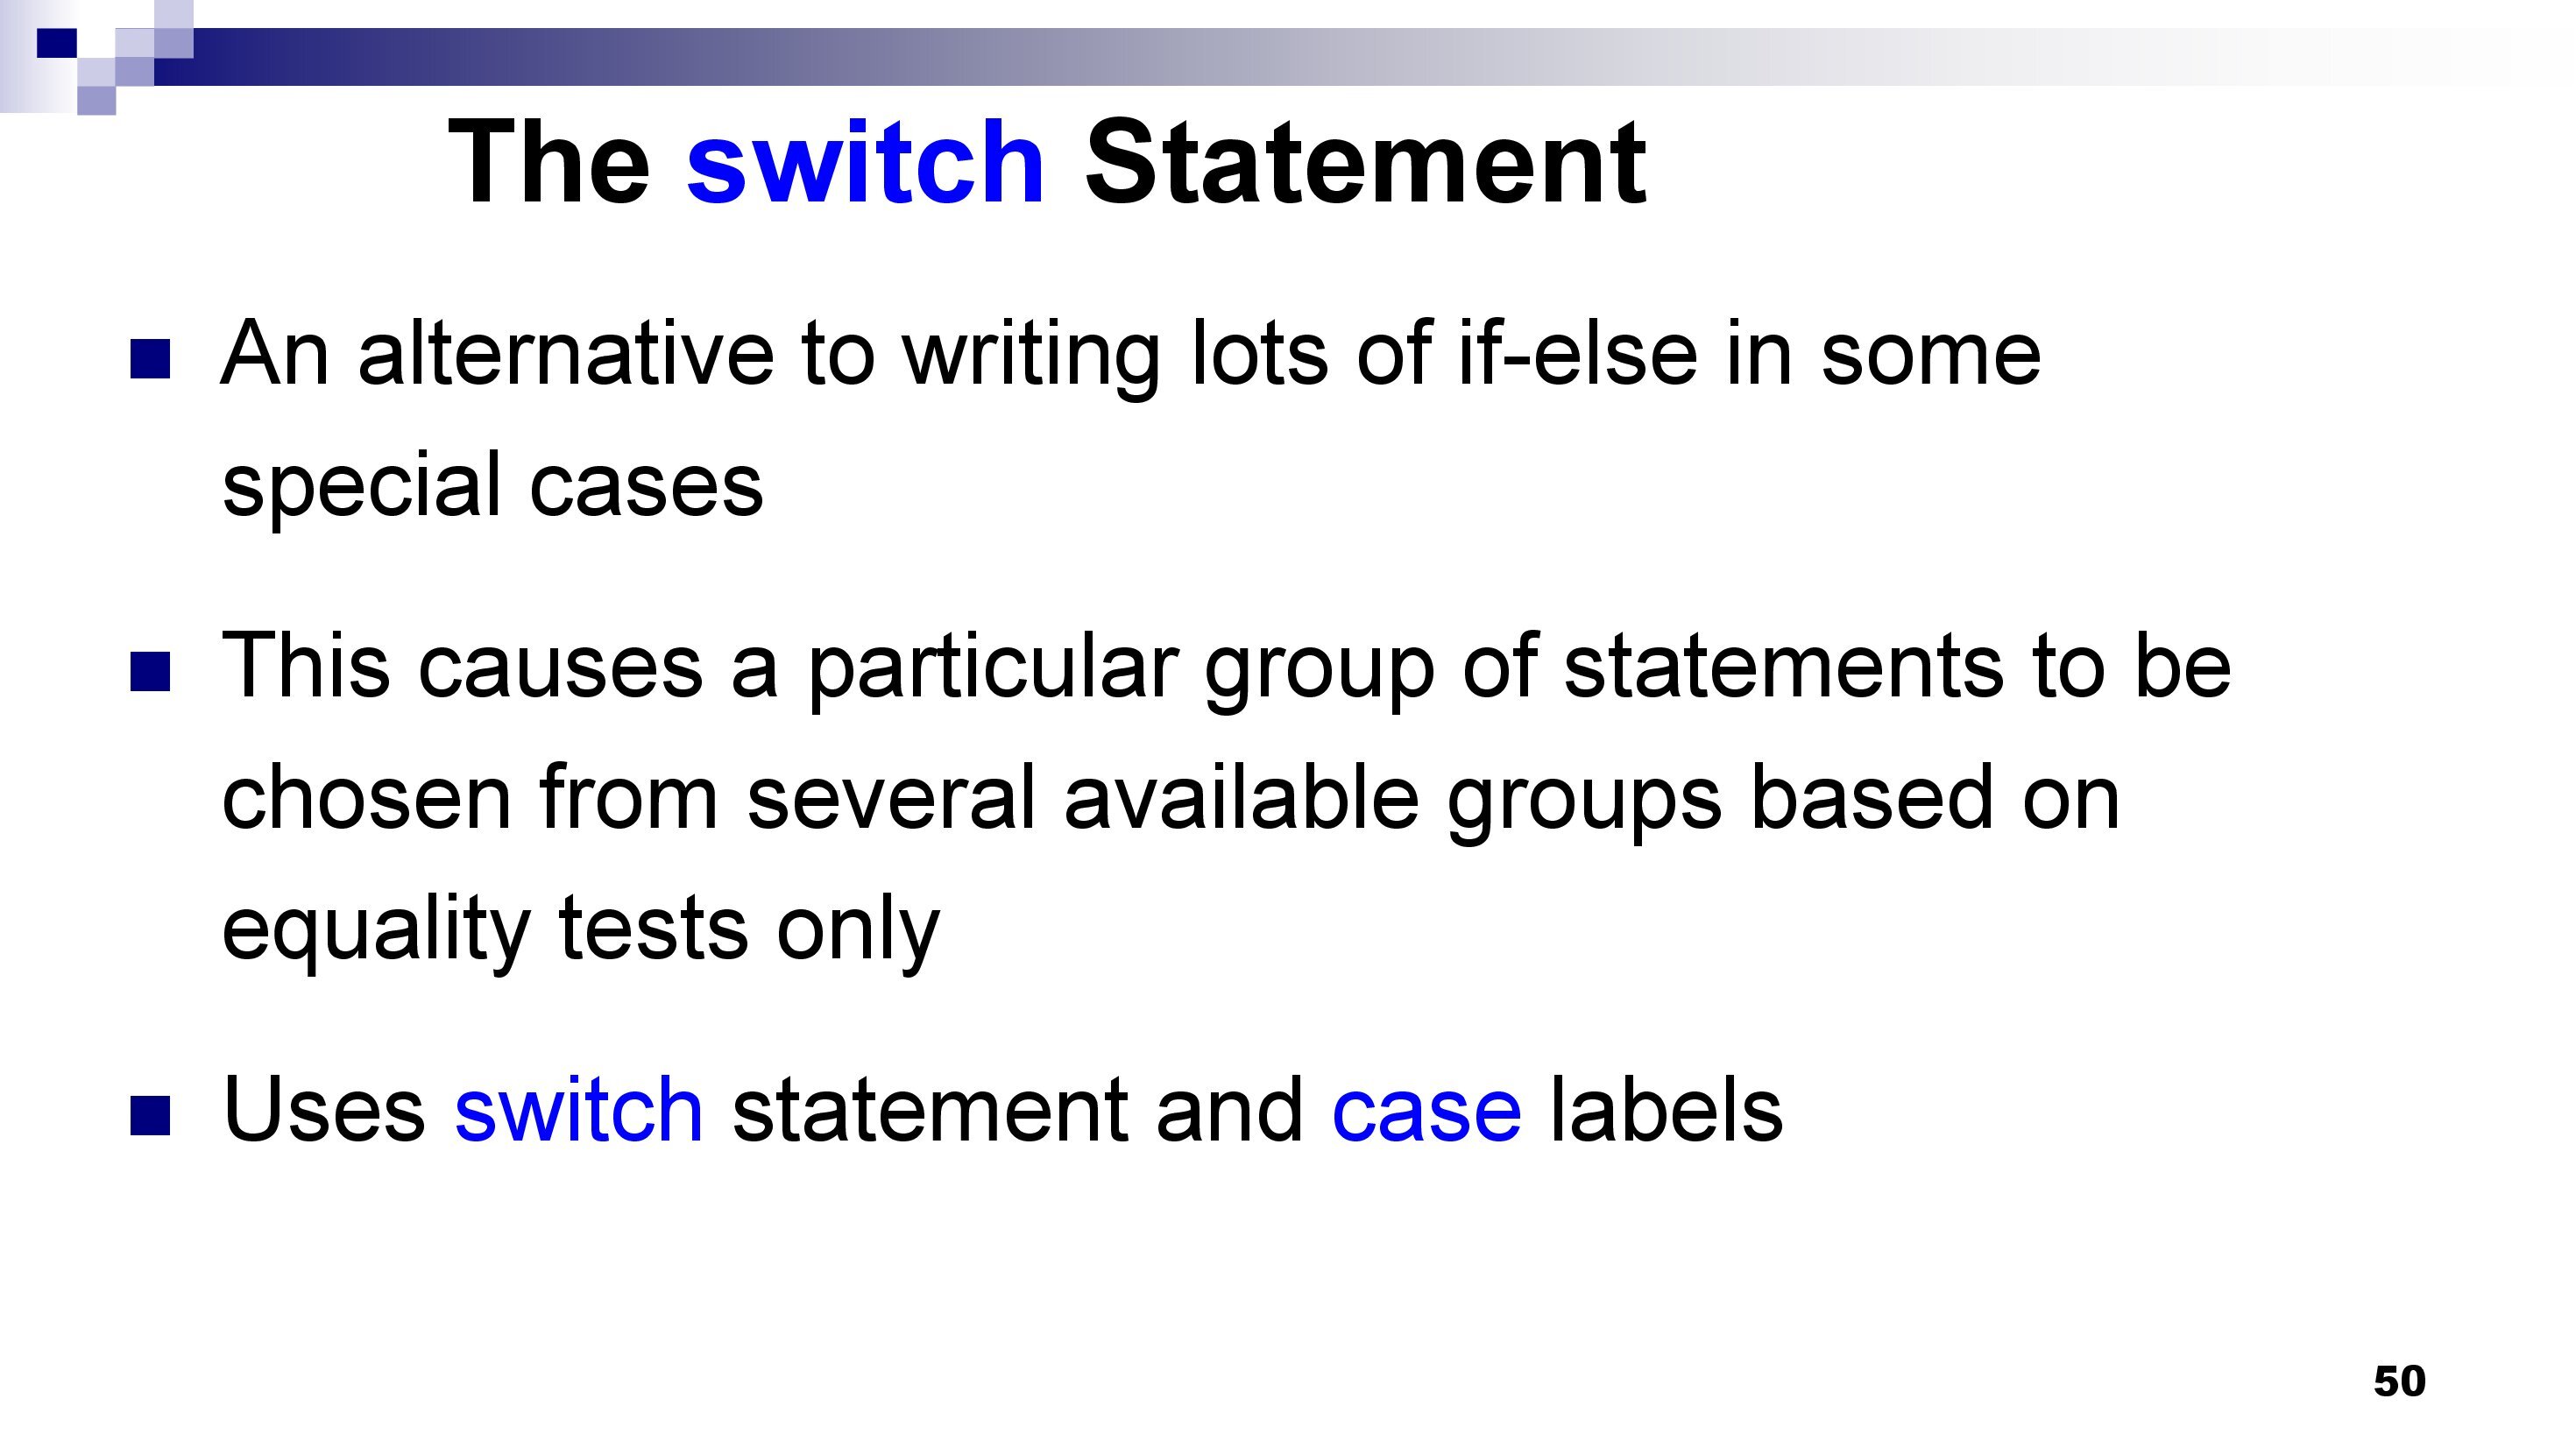 The switch Statement
An alternative to writing lots of if-else in some
special cases
This causes a particular group of statements to be
chosen from several available groups based on
equality tests only
Uses switch statement and case labels
50